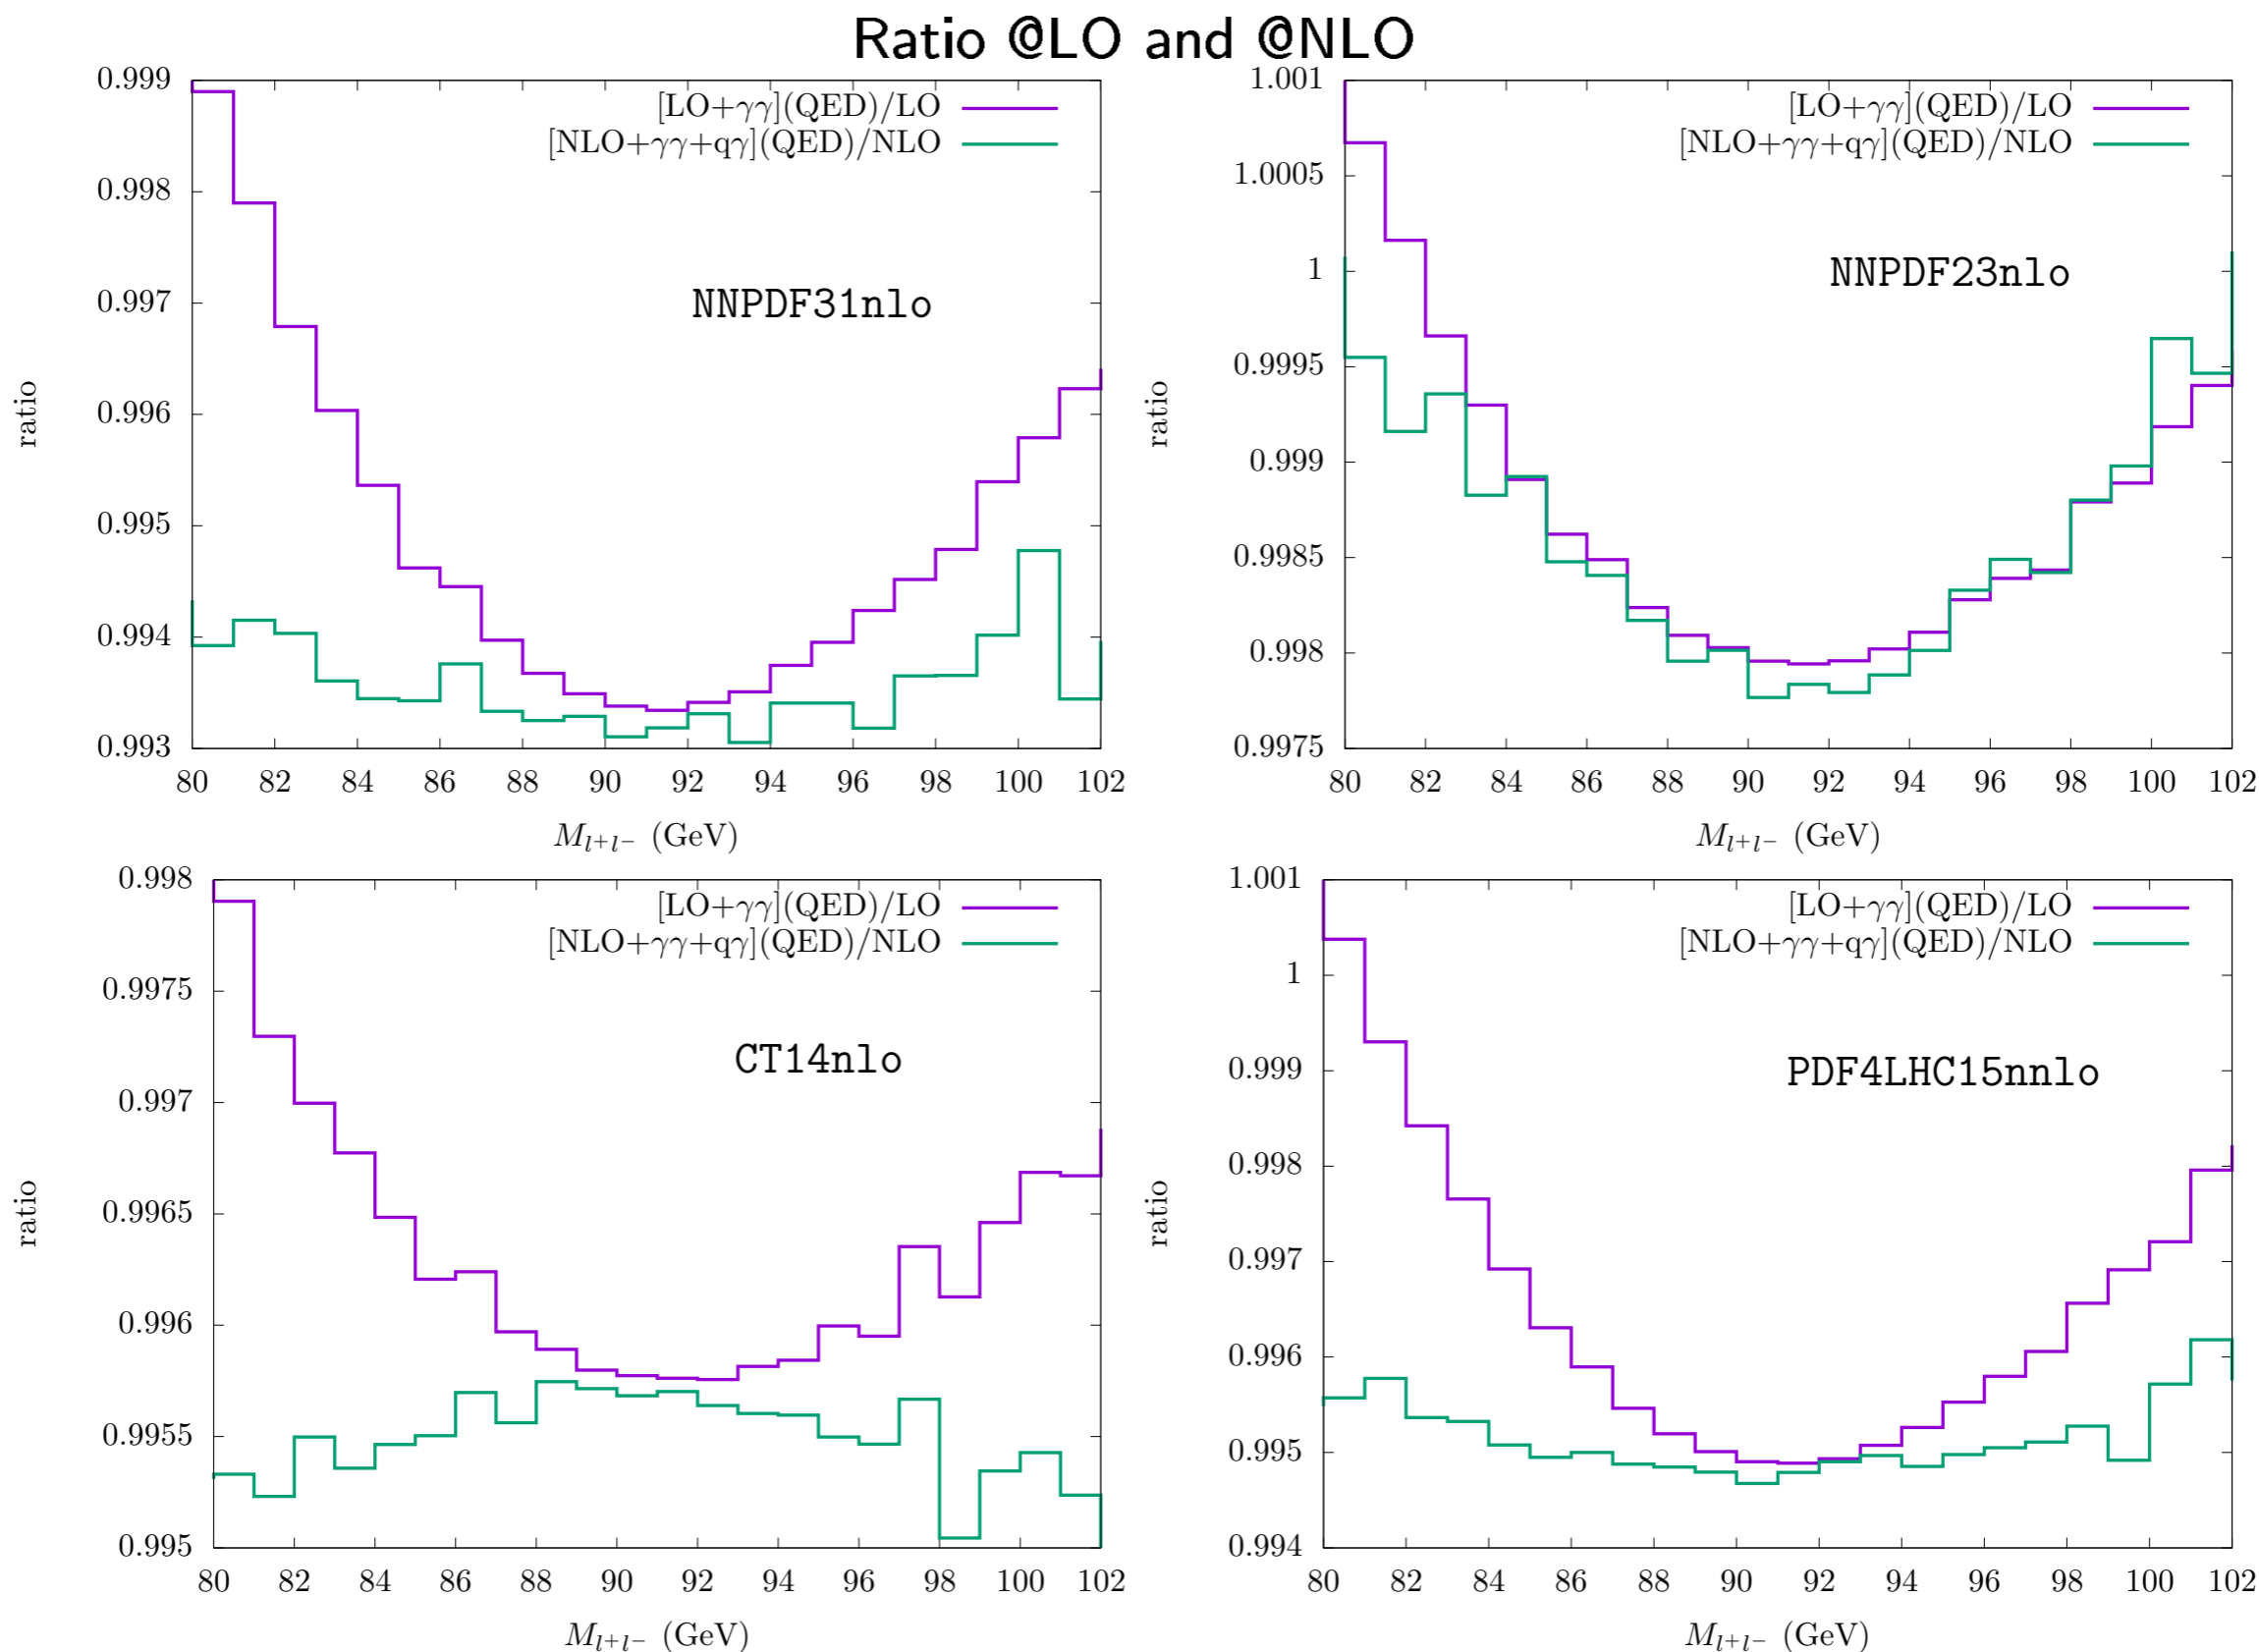 Ratio @LO and @NLO
0.999
0.998
0.997
0.996
0.995
0.994
0.993
80 82 84 86 88 90 92 94 96 98 100 102
ratio
M_{l+l−} (GeV)
[LO+γγ](QED)/LO
[NLO+γγ+qγ](QED)/NLO
NNPDF31nlo
1.001
1.0005
1
0.9995
0.999
0.9985
0.998
0.9975
80 82 84 86 88 90 92 94 96 98 100 102
ratio
M_{l+l−} (GeV)
[LO+γγ](QED)/LO
[NLO+γγ+qγ](QED)/NLO
NNPDF23nlo
0.998
0.9975
0.997
0.9965
0.996
0.9955
0.995
80 82 84 86 88 90 92 94 96 98 100 102
ratio
M_{l+l−} (GeV)
[LO+γγ](QED)/LO
[NLO+γγ+qγ](QED)/NLO
CT14nlo
1.001
1
0.999
0.998
0.997
0.996
0.995
0.994
80 82 84 86 88 90 92 94 96 98 100 102
ratio
M_{l+l−} (GeV)
[LO+γγ](QED)/LO
[NLO+γγ+qγ](QED)/NLO
PDF4LHC15nnlo